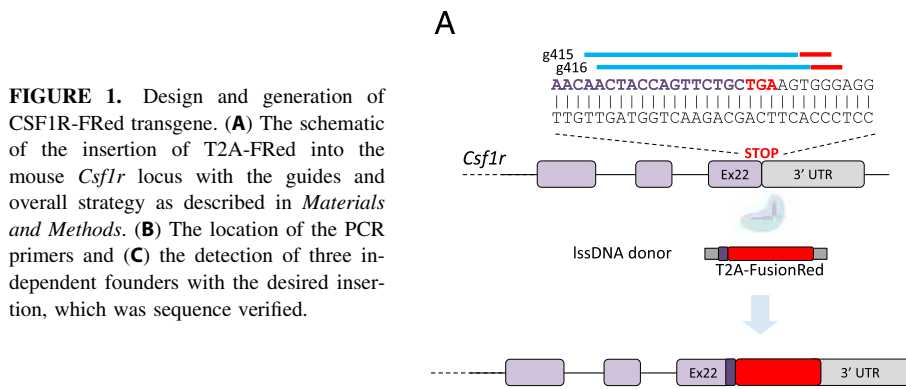 FIGURE 1. Design and generation of
CSF1R-FRed transgene. (A) The schematic
of the insertion of T2A-FRed into the
mouse Csf1r locus with the guides and
overall strategy as described in Materials
and Methods. (B) The location of the PCR
primers and (C) the detection of three in-
dependent founders with the desired inser-
tion, which was sequence verified.
A
g415
g416
AACAACTACCAGTTCTGCTGAAGTGGGAGG
TTGTTGATGGTCAAGACGACTTCACCCTCC
STOP
Csf1r
Ex22
3' UTR
lssDNA donor
T2A-FusionRed
Ex22
3' UTR